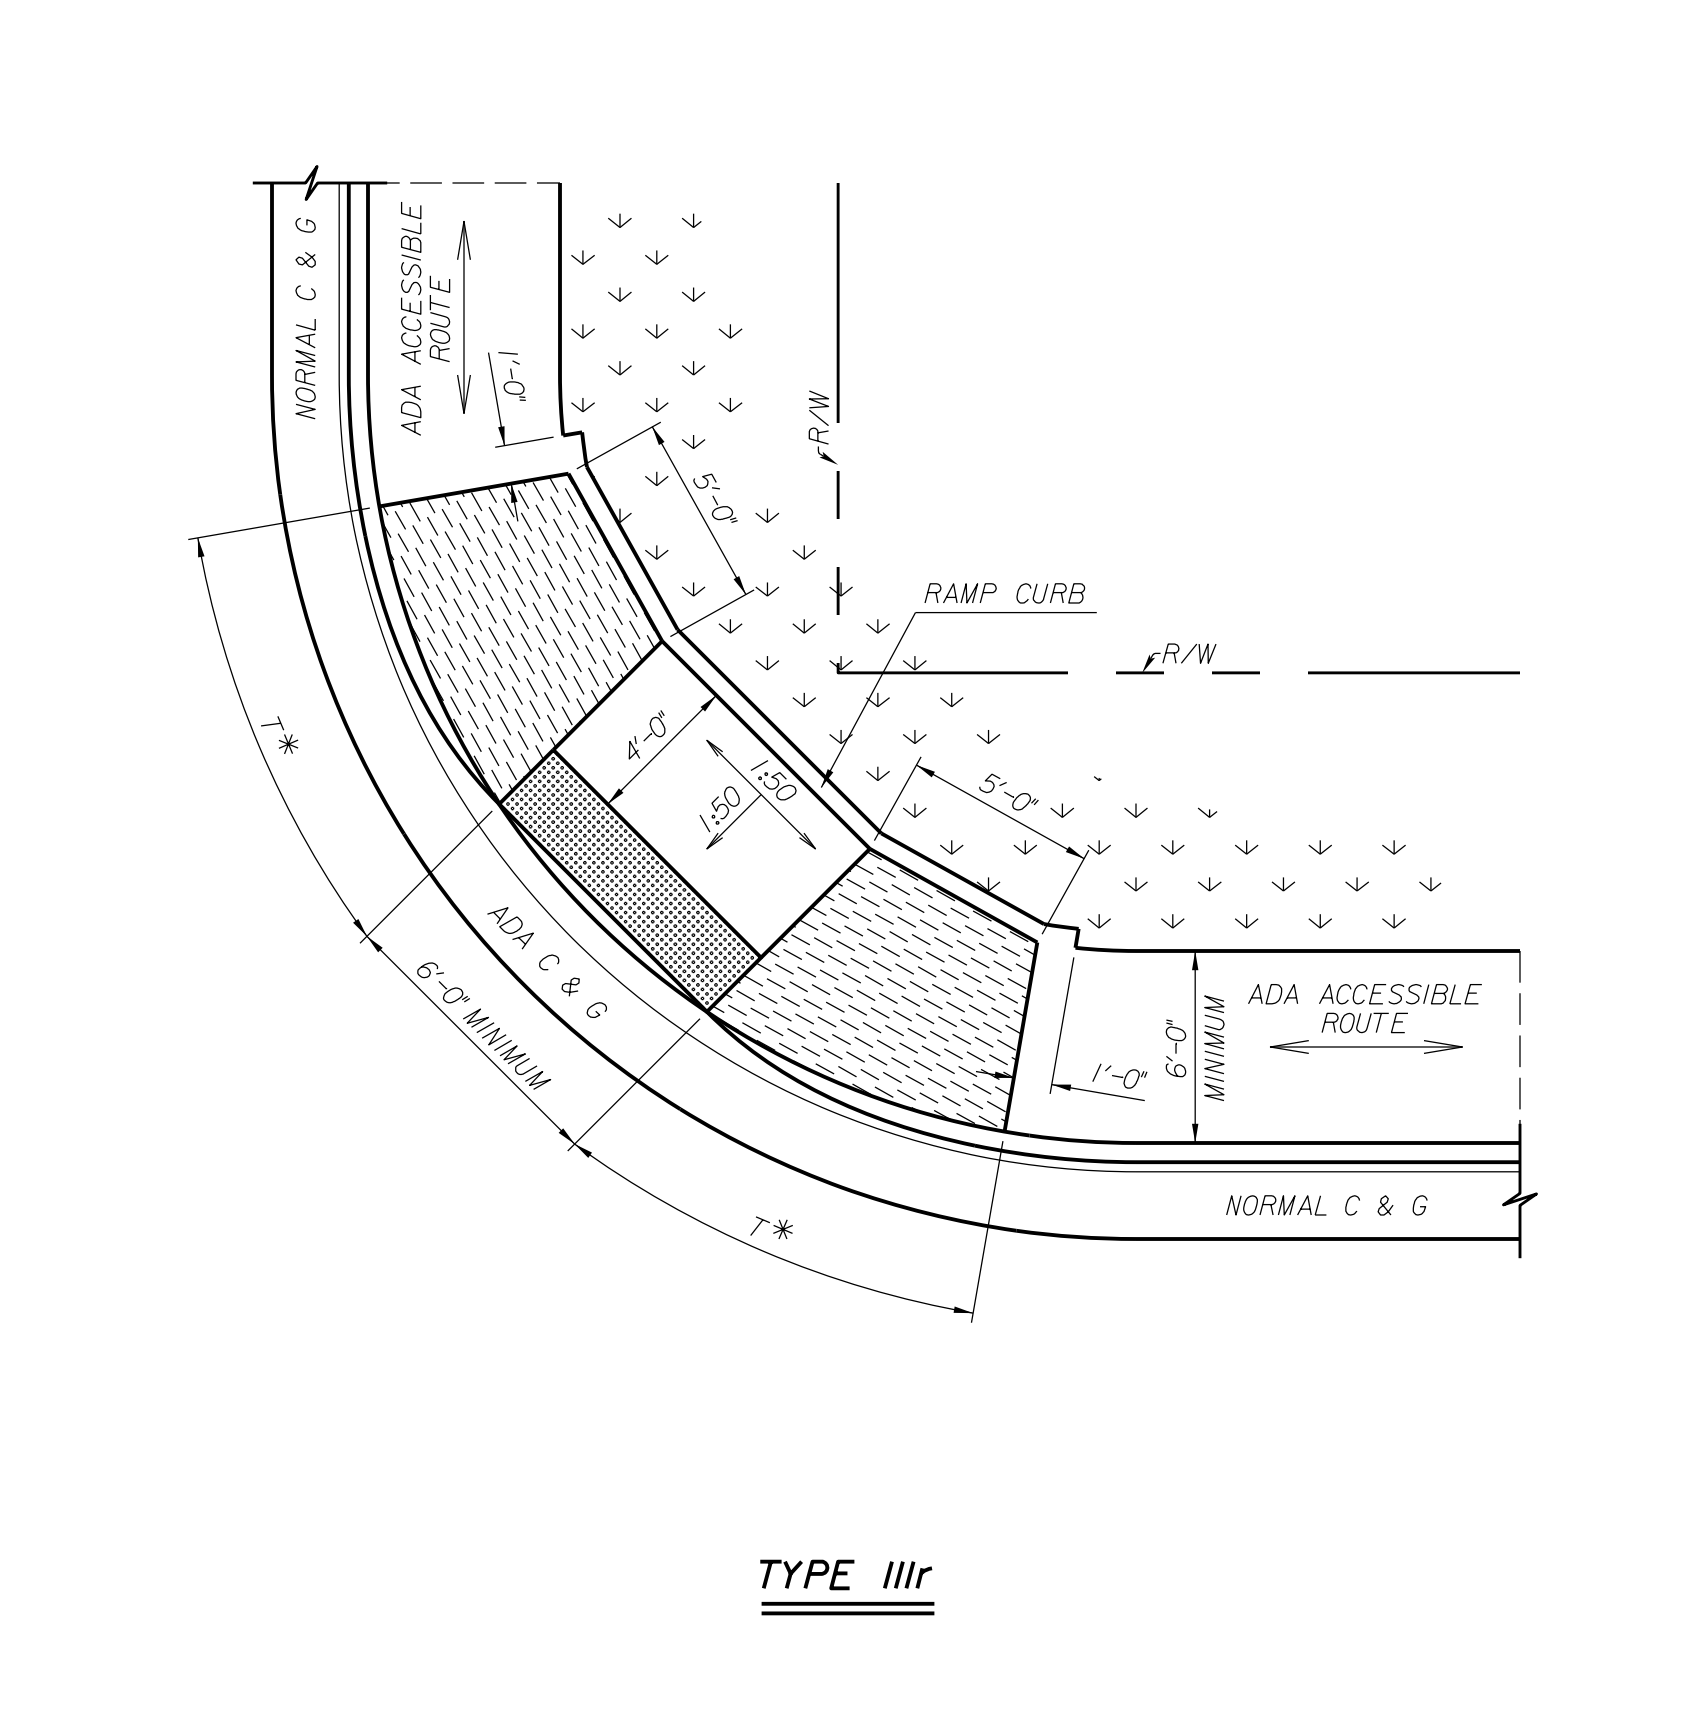 NORMAL C & G
ADA ACCESSIBLE
ROUTE
1'-0"
R/W
5'-0"
RAMP CURB
R/W
T*
4'-0"
1:50
1:50
5'-0"
ADA C & G
6'-0" MINIMUM
1'-0"
6'-0"
MINIMUM
ADA ACCESSIBLE
ROUTE
NORMAL C & G
T*
TYPE IIIr